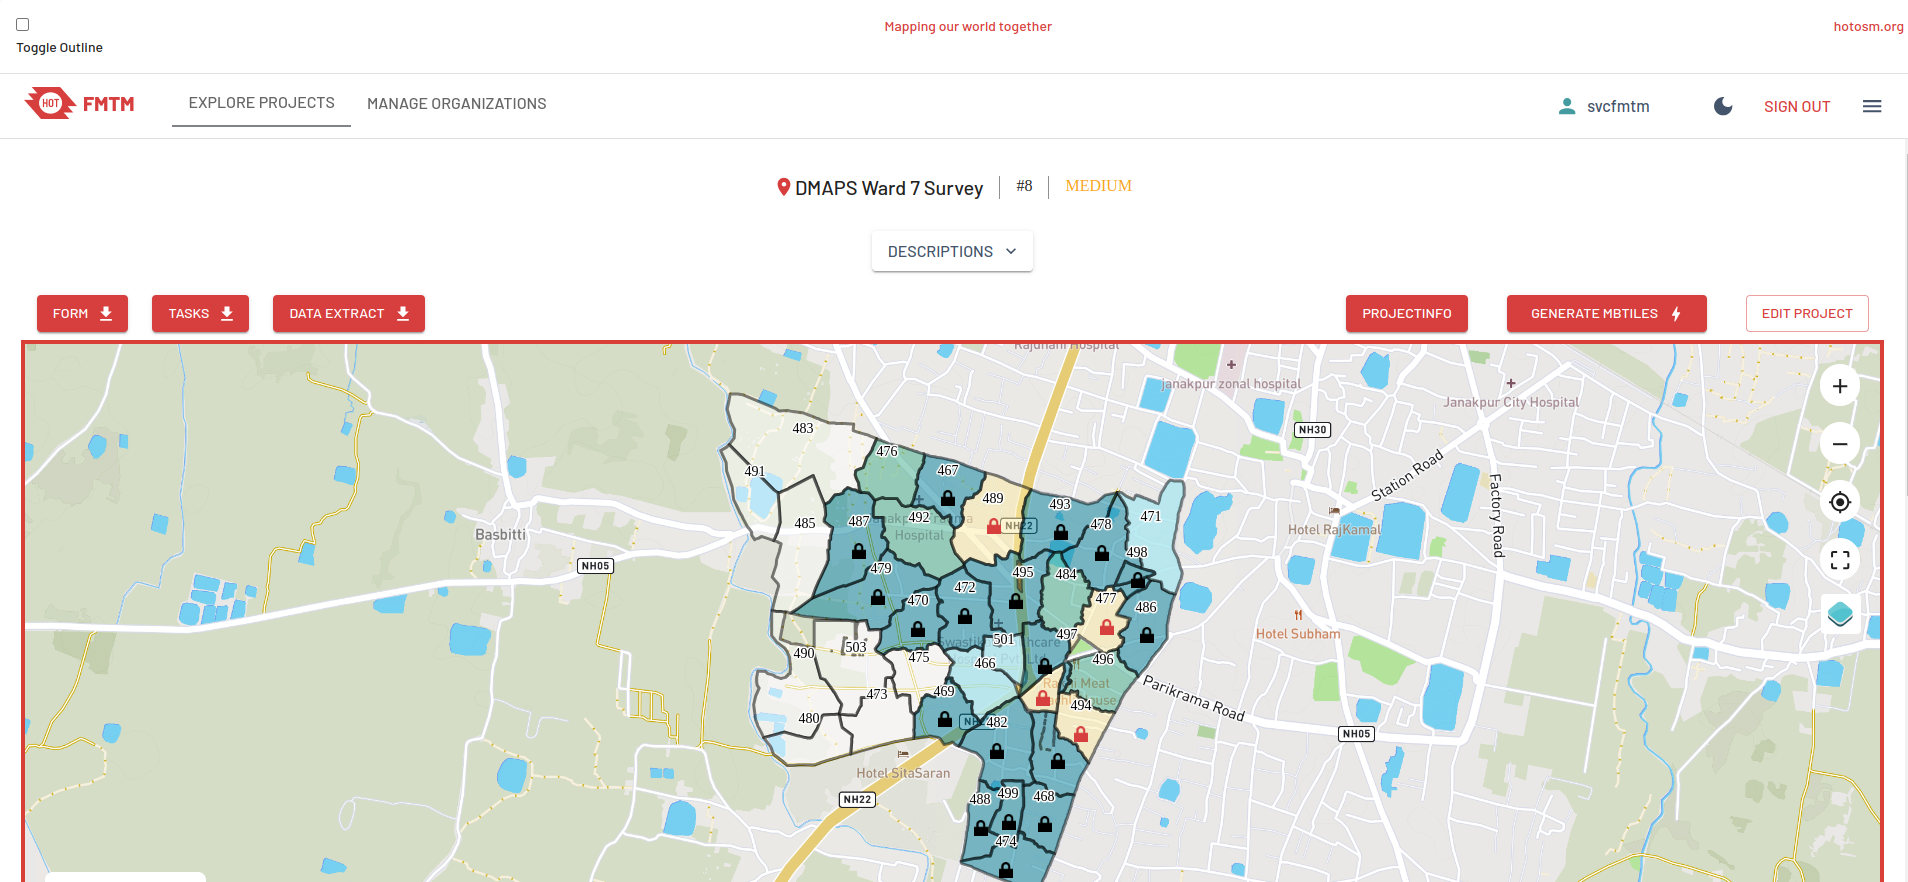 Toggle Outline
Mapping our world together
hotosm.org
HOT FMTM
EXPLORE PROJECTS
MANAGE ORGANIZATIONS
svcfmtm
SIGN OUT
DMAPS Ward 7 Survey
#8
MEDIUM
DESCRIPTIONS
FORM
TASKS
DATA EXTRACT
PROJECTINFO
GENERATE MBTILES
EDIT PROJECT
Rajdhani Hospital
janakpur zonal hospital
Janakpur City Hospital
NH30
483
476
467
491
489
493
471
485
487
492
478
NH22
Hospital
Station Road
Factory Road
Hotel RajKamal
Basbitti
498
NH05
479
495
484
472
470
477
486
Hotel Subham
497
501
503
490
475
466
496
Meat
473
469
494
Parikrama Road
480
482
NH05
Hotel SitaSaran
NH22
488
499
468
474
+
−